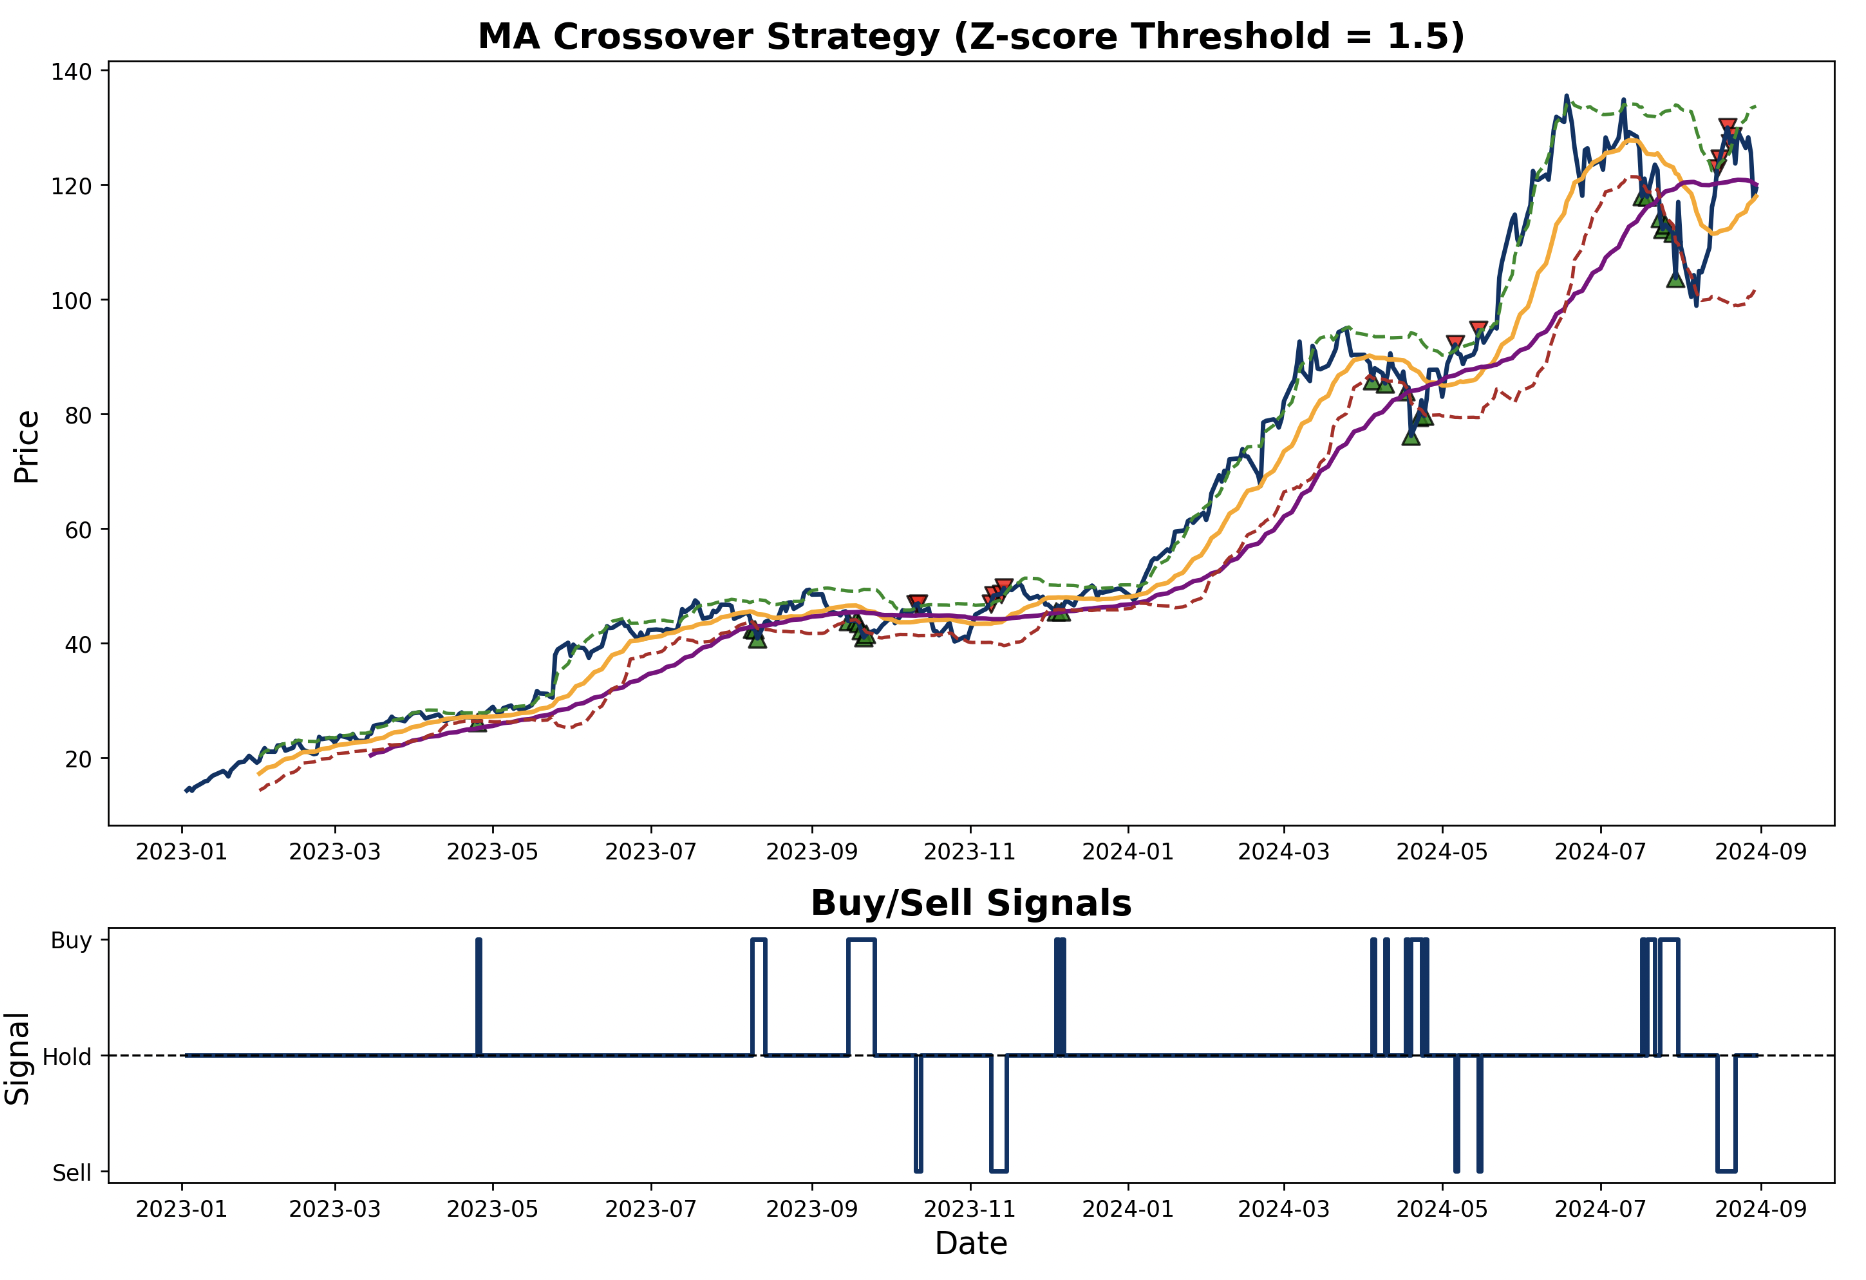 MA Crossover Strategy (Z-score Threshold = 1.5)
140
120
100
80
60
40
20
Price
2023-01 2023-03 2023-05 2023-07 2023-09 2023-11 2024-01 2024-03 2024-05 2024-07 2024-09
Buy/Sell Signals
Buy
Hold
Sell
Signal
2023-01 2023-03 2023-05 2023-07 2023-09 2023-11 2024-01 2024-03 2024-05 2024-07 2024-09
Date